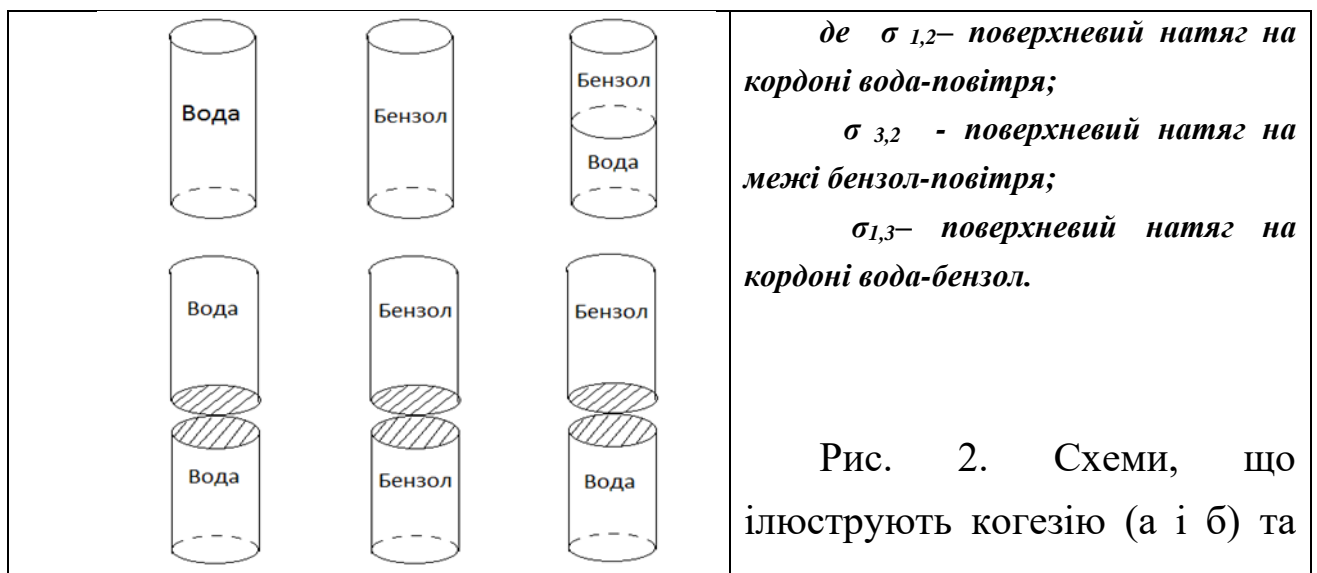 Вода
Бензол
Бензол
Вода
Вода
Бензол
Бензол
Вода
Бензол
Вода
де σ 1,2– поверхневий натяг на
кордоні вода-повітря;
σ 3,2 - поверхневий натяг на
межі бензол-повітря;
σ1,3– поверхневий натяг на
кордоні вода-бензол.
Рис. 2. Схеми, що
ілюструють когезію (а і б) та